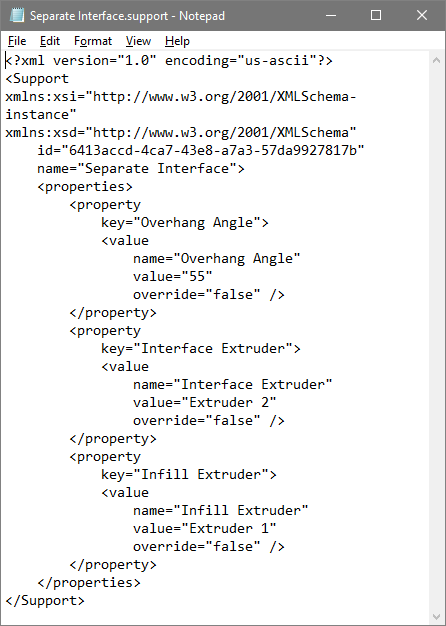 Separate Interface.support - Notepad
File Edit Format View Help
<?xml version="1.0" encoding="us-ascii"?>
<Support
xmlns:xsi="http://www.w3.org/2001/XMLSchema-
instance"
xmlns:xsd="http://www.w3.org/2001/XMLSchema"
    id="6413accd-4ca7-43e8-a7a3-57da9927817b"
    name="Separate Interface">
    <properties>
        <property
            key="Overhang Angle">
            <value
                name="Overhang Angle"
                value="55"
                override="false" />
        </property>
        <property
            key="Interface Extruder">
            <value
                name="Interface Extruder"
                value="Extruder 2"
                override="false" />
        </property>
        <property
            key="Infill Extruder">
            <value
                name="Infill Extruder"
                value="Extruder 1"
                override="false" />
        </property>
    </properties>
</Support>